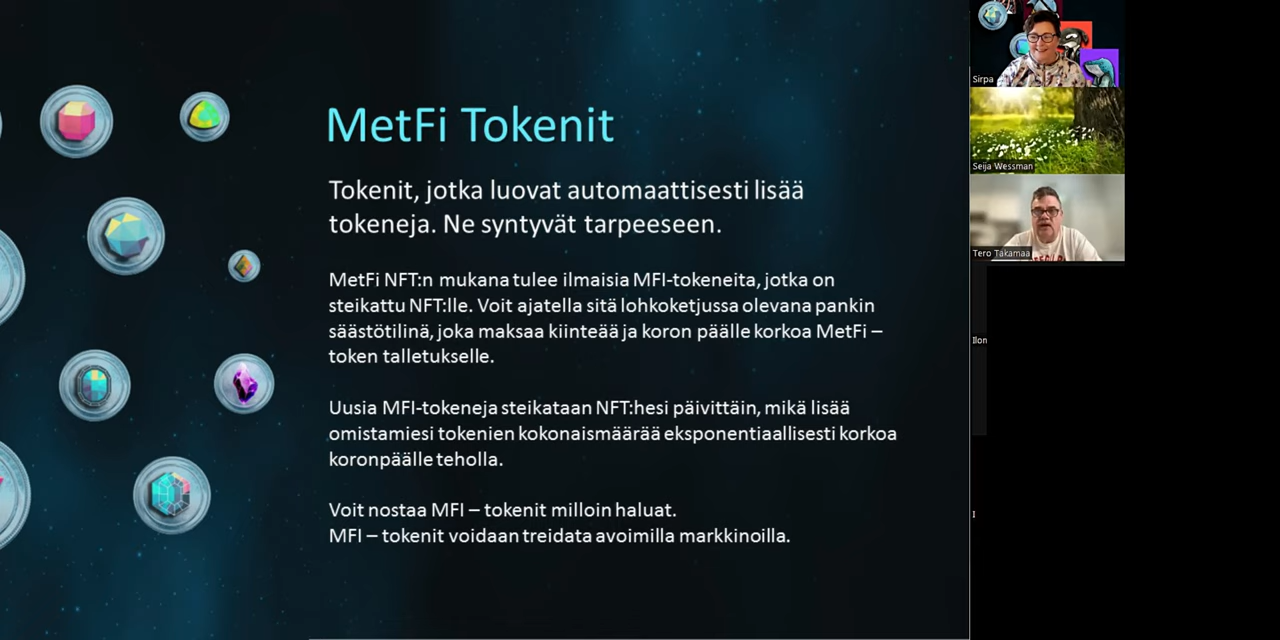 MetFi Tokenit
Tokenit, jotka luovat automaattisesti lisää
tokeneja. Ne syntyvät tarpeeseen.
MetFi NFT:n mukana tulee ilmaisia MFI-tokeneita, jotka on
steikattu NFT:lle. Voit ajatella sitä lohkoketjussa olevana pankin
säästötilinä, joka maksaa kiinteää ja koron päälle korkoa MetFi –
token talletukselle.
Uusia MFI-tokeneja steikataan NFT:hesi päivittäin, mikä lisää
omistamiesi tokenien kokonaismäärää eksponentiaallisesti korkoa
koronpäälle teholla.
Voit nostaa MFI – tokenit milloin haluat.
MFI – tokenit voidaan treidata avoimilla markkinoilla.
Sirpa
Seija Wessman
Tero Takamaa
Ilon
I